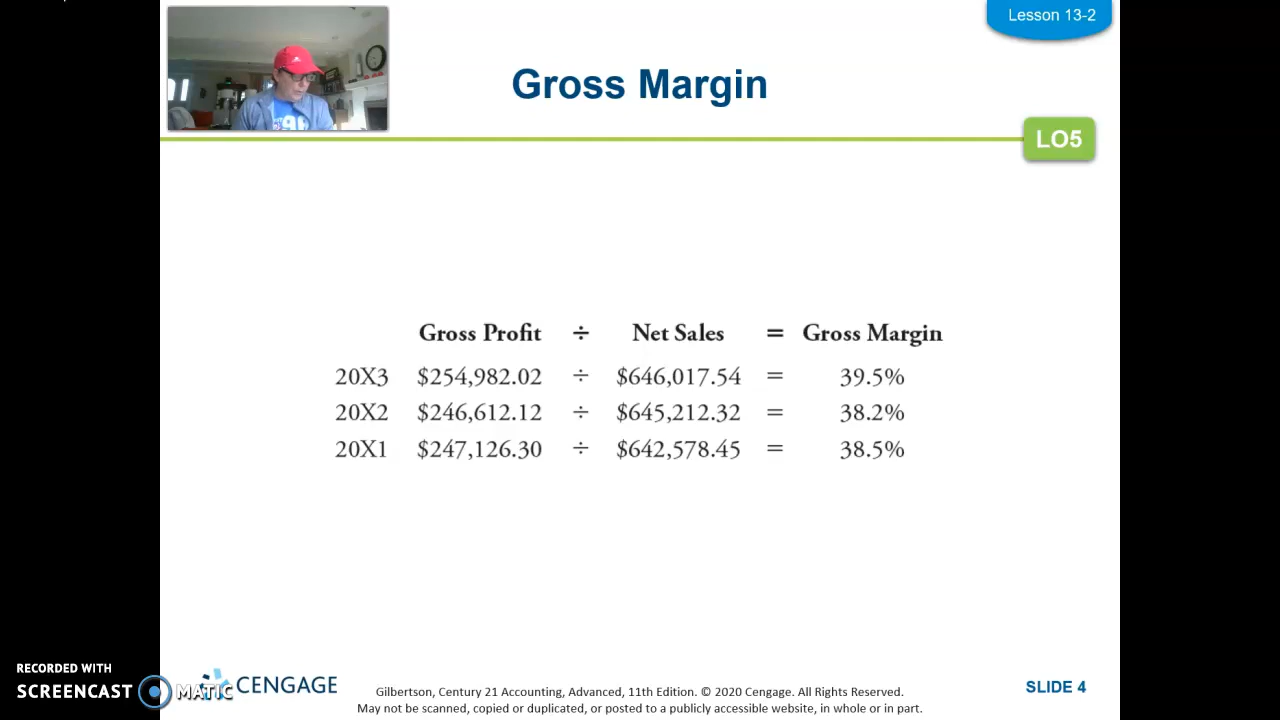 Lesson 13-2
Gross Margin
LO5
Gross Profit ÷ Net Sales = Gross Margin
20X3 $254,982.02 ÷ $646,017.54 = 39.5%
20X2 $246,612.12 ÷ $645,212.32 = 38.2%
20X1 $247,126.30 ÷ $642,578.45 = 38.5%
RECORDED WITH
SCREENCAST MATIC
CENGAGE
Gilbertson, Century 21 Accounting, Advanced, 11th Edition. © 2020 Cengage. All Rights Reserved.
May not be scanned, copied or duplicated, or posted to a publicly accessible website, in whole or in part.
SLIDE 4